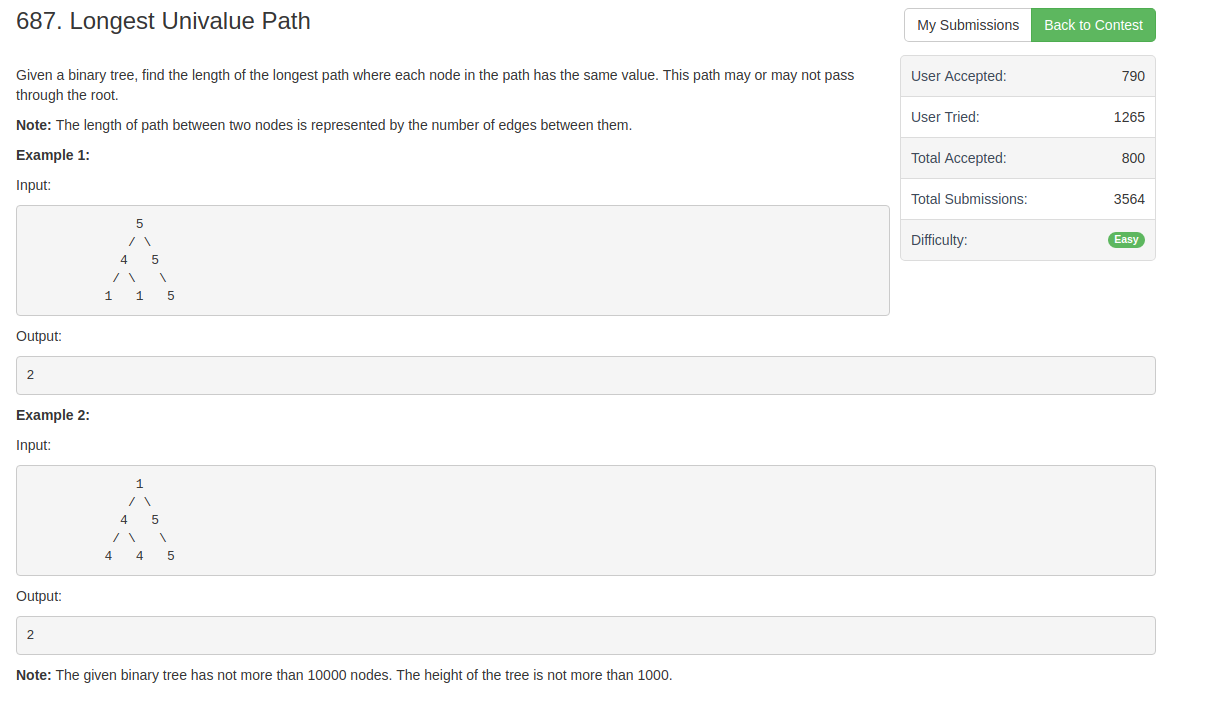 687. Longest Univalue Path
My Submissions
Back to Contest
Given a binary tree, find the length of the longest path where each node in the path has the same value. This path may or may not pass
through the root.
Note: The length of path between two nodes is represented by the number of edges between them.
Example 1:
Input:
              5
             / \
            4   5
           / \   \
          1   1   5
Output:
2
Example 2:
Input:
              1
             / \
            4   5
           / \   \
          4   4   5
Output:
2
Note: The given binary tree has not more than 10000 nodes. The height of the tree is not more than 1000.
User Accepted: 790
User Tried: 1265
Total Accepted: 800
Total Submissions: 3564
Difficulty: Easy